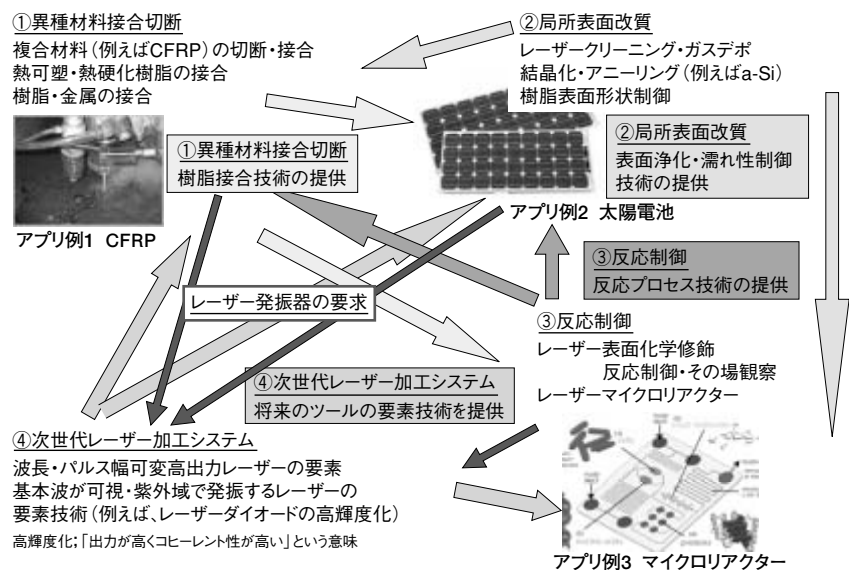 ①異種材料接合切断
複合材料(例えばCFRP)の切断・接合
熱可塑・熱硬化樹脂の接合
樹脂・金属の接合
②局所表面改質
レーザークリーニング・ガスデポ
結晶化・アニーリング(例えばa-Si)
樹脂表面形状制御
①異種材料接合切断
樹脂接合技術の提供
②局所表面改質
表面浄化・濡れ性制御
技術の提供
アプリ例1 CFRP
アプリ例2 太陽電池
③反応制御
反応プロセス技術の提供
レーザー発振器の要求
③反応制御
レーザー表面化学修飾
反応制御・その場観察
レーザーマイクロリアクター
④次世代レーザー加工システム
将来のツールの要素技術を提供
④次世代レーザー加工システム
波長・パルス幅可変高出力レーザーの要素
基本波が可視・紫外域で発振するレーザーの
要素技術(例えば、レーザーダイオードの高輝度化)
高輝度化;「出力が高くコヒーレント性が高い」という意味
アプリ例3 マイクロリアクター